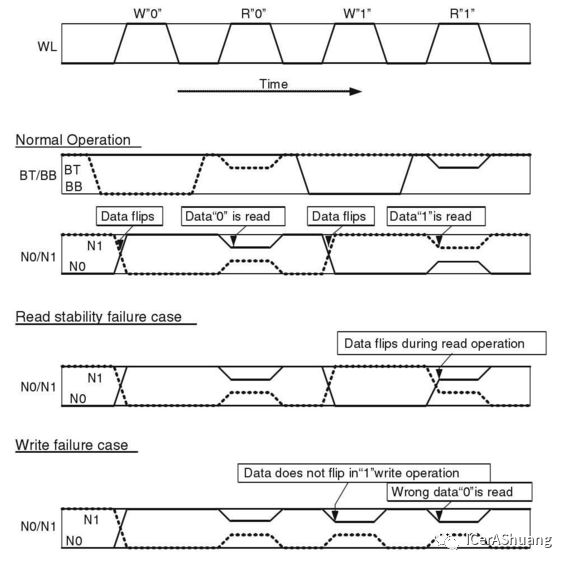 W"0" R"0" W"1" R"1"
WL
Time
Normal Operation
BT/BB
BT
BB
Data flips
Data"0" is read
Data flips
Data"1"is read
N0/N1
N1
N0
Read stability failure case
Data flips during read operation
N0/N1
N1
N0
Write failure case
Data does not flip in"1"write operation
Wrong data"0"is read
N0/N1
N1
N0
ICerAShuang